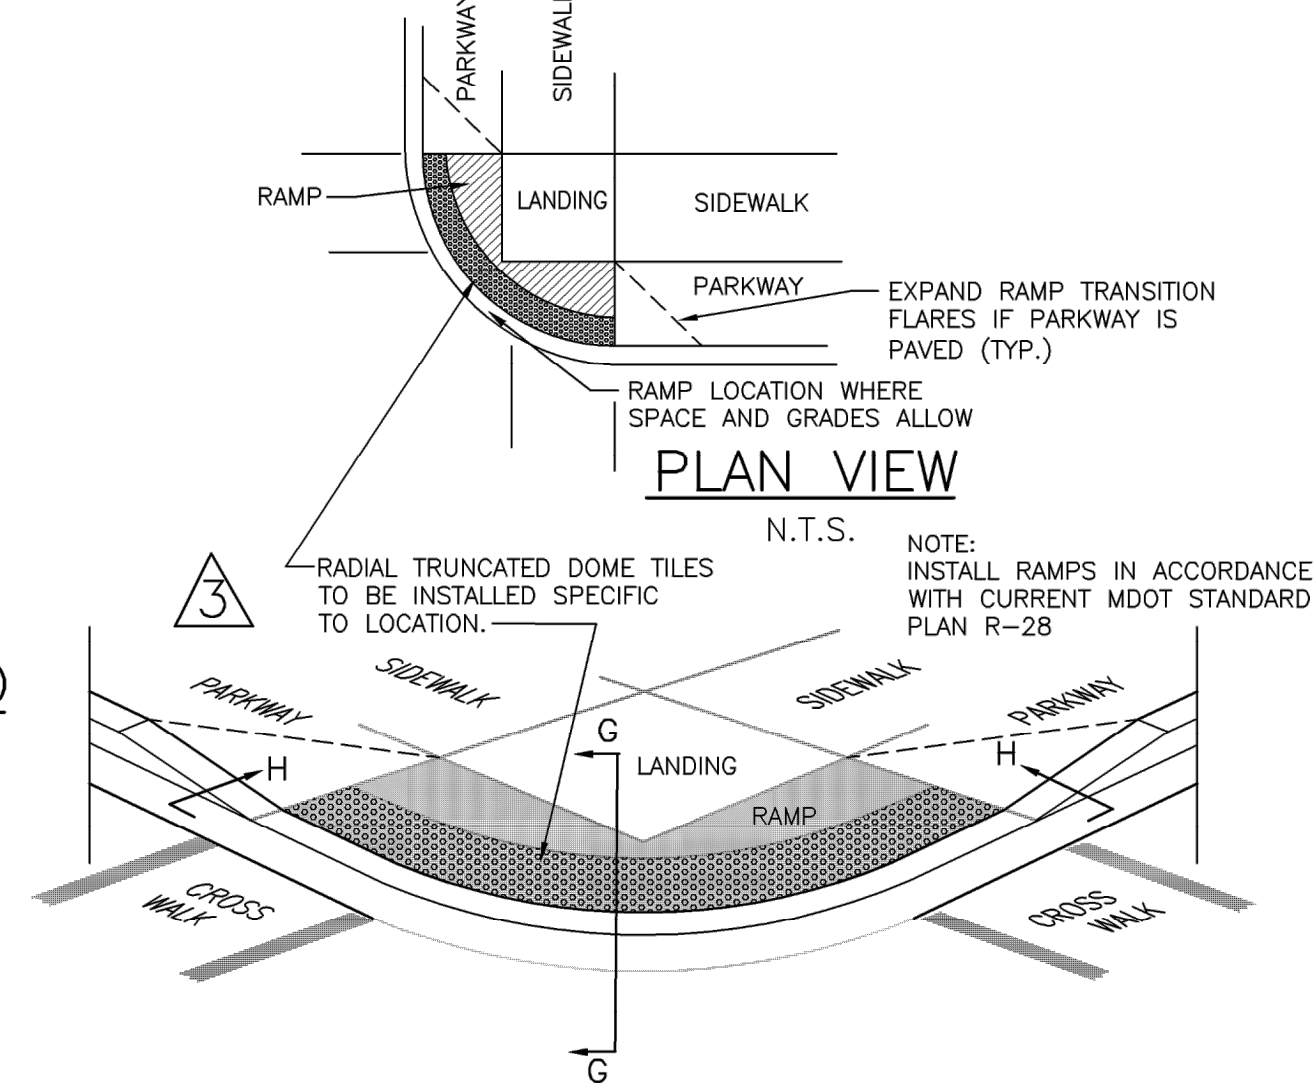 PARKWAY
SIDEWALK
RAMP
LANDING
SIDEWALK
PARKWAY
EXPAND RAMP TRANSITION
FLARES IF PARKWAY IS
PAVED (TYP.)
RAMP LOCATION WHERE
SPACE AND GRADES ALLOW
PLAN VIEW
N.T.S.
NOTE:
INSTALL RAMPS IN ACCORDANCE
WITH CURRENT MDOT STANDARD
PLAN R-28
3
RADIAL TRUNCATED DOME TILES
TO BE INSTALLED SPECIFIC
TO LOCATION.
PARKWAY
SIDEWALK
SIDEWALK
PARKWAY
G
H
LANDING
H
RAMP
CROSS
WALK
CROSS
WALK
G